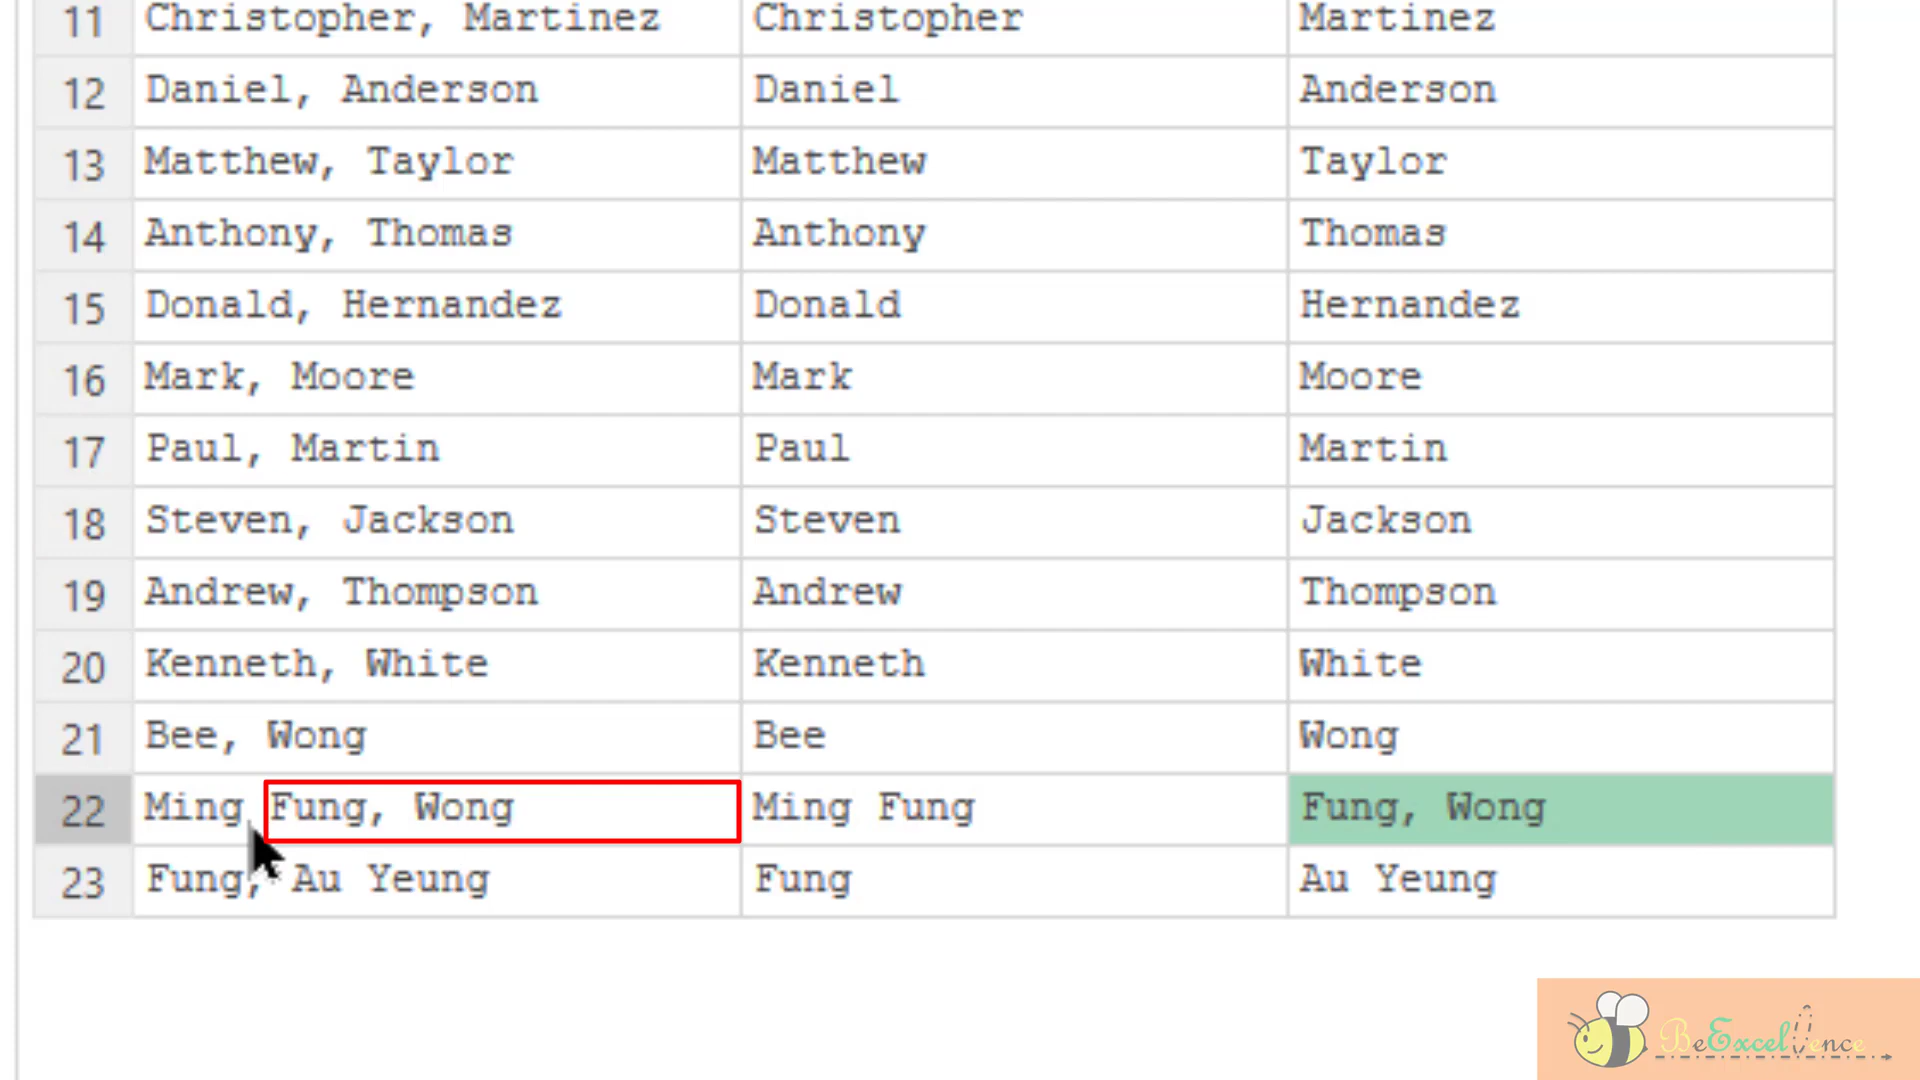 11 Christopher, Martinez Christopher Martinez
12 Daniel, Anderson Daniel Anderson
13 Matthew, Taylor Matthew Taylor
14 Anthony, Thomas Anthony Thomas
15 Donald, Hernandez Donald Hernandez
16 Mark, Moore Mark Moore
17 Paul, Martin Paul Martin
18 Steven, Jackson Steven Jackson
19 Andrew, Thompson Andrew Thompson
20 Kenneth, White Kenneth White
21 Bee, Wong Bee Wong
22 Ming Fung, Wong Ming Fung Fung, Wong
23 Fung, Au Yeung Fung Au Yeung
BeExcellence